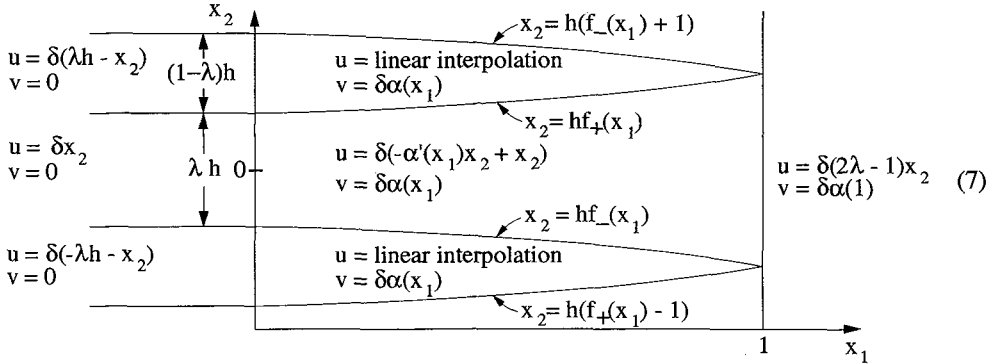 x₂
x₂= h(f₋(x₁) + 1)
u = δ(λh - x₂)
v = 0
(1–λ)h
u = linear interpolation
v = δα(x₁)
x₂= hf₊(x₁)
u = δx₂
v = 0
λ h
0
u = δ(-α'(x₁)x₂ + x₂)
v = δα(x₁)
u = δ(2λ - 1)x₂
v = δα(1)
(7)
x₂ = hf₋(x₁)
u = δ(-λh - x₂)
v = 0
u = linear interpolation
v = δα(x₁)
x₂= h(f₊(x₁) - 1)
1
x₁